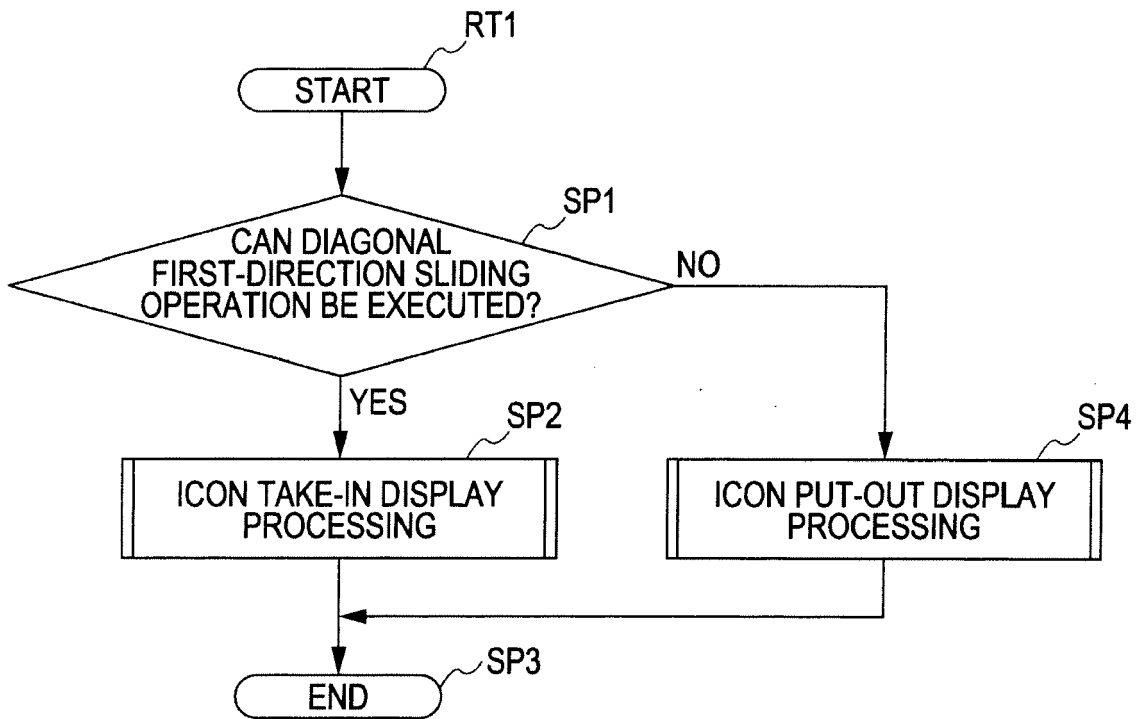 RT1
START
SP1
CAN DIAGONAL
FIRST-DIRECTION SLIDING
OPERATION BE EXECUTED?
NO
YES
SP2
ICON TAKE-IN DISPLAY
PROCESSING
SP4
ICON PUT-OUT DISPLAY
PROCESSING
SP3
END